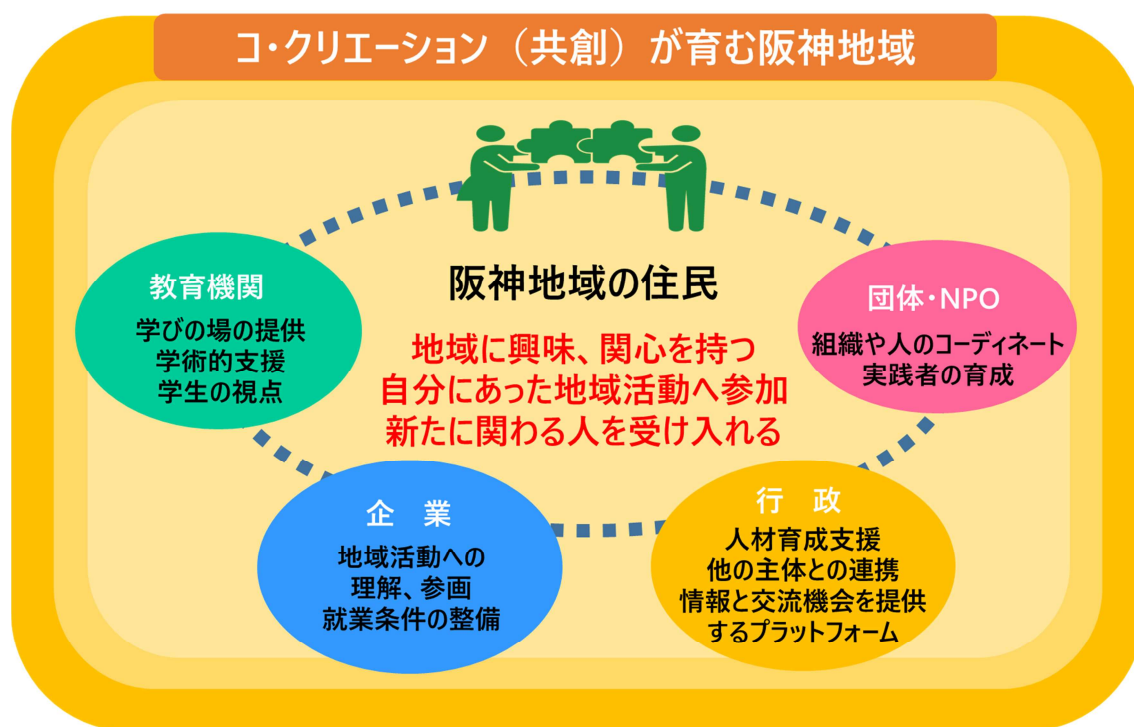 コ・クリエーション（共創）が育む阪神地域
阪神地域の住民
地域に興味、関心を持つ
自分にあった地域活動へ参加
新たに関わる人を受け入れる
教育機関
学びの場の提供
学術的支援
学生の視点
団体・NPO
組織や人のコーディネート
実践者の育成
企　業
地域活動への
理解、参画
就業条件の整備
行　政
人材育成支援
他の主体との連携
情報と交流機会を提供
するプラットフォーム